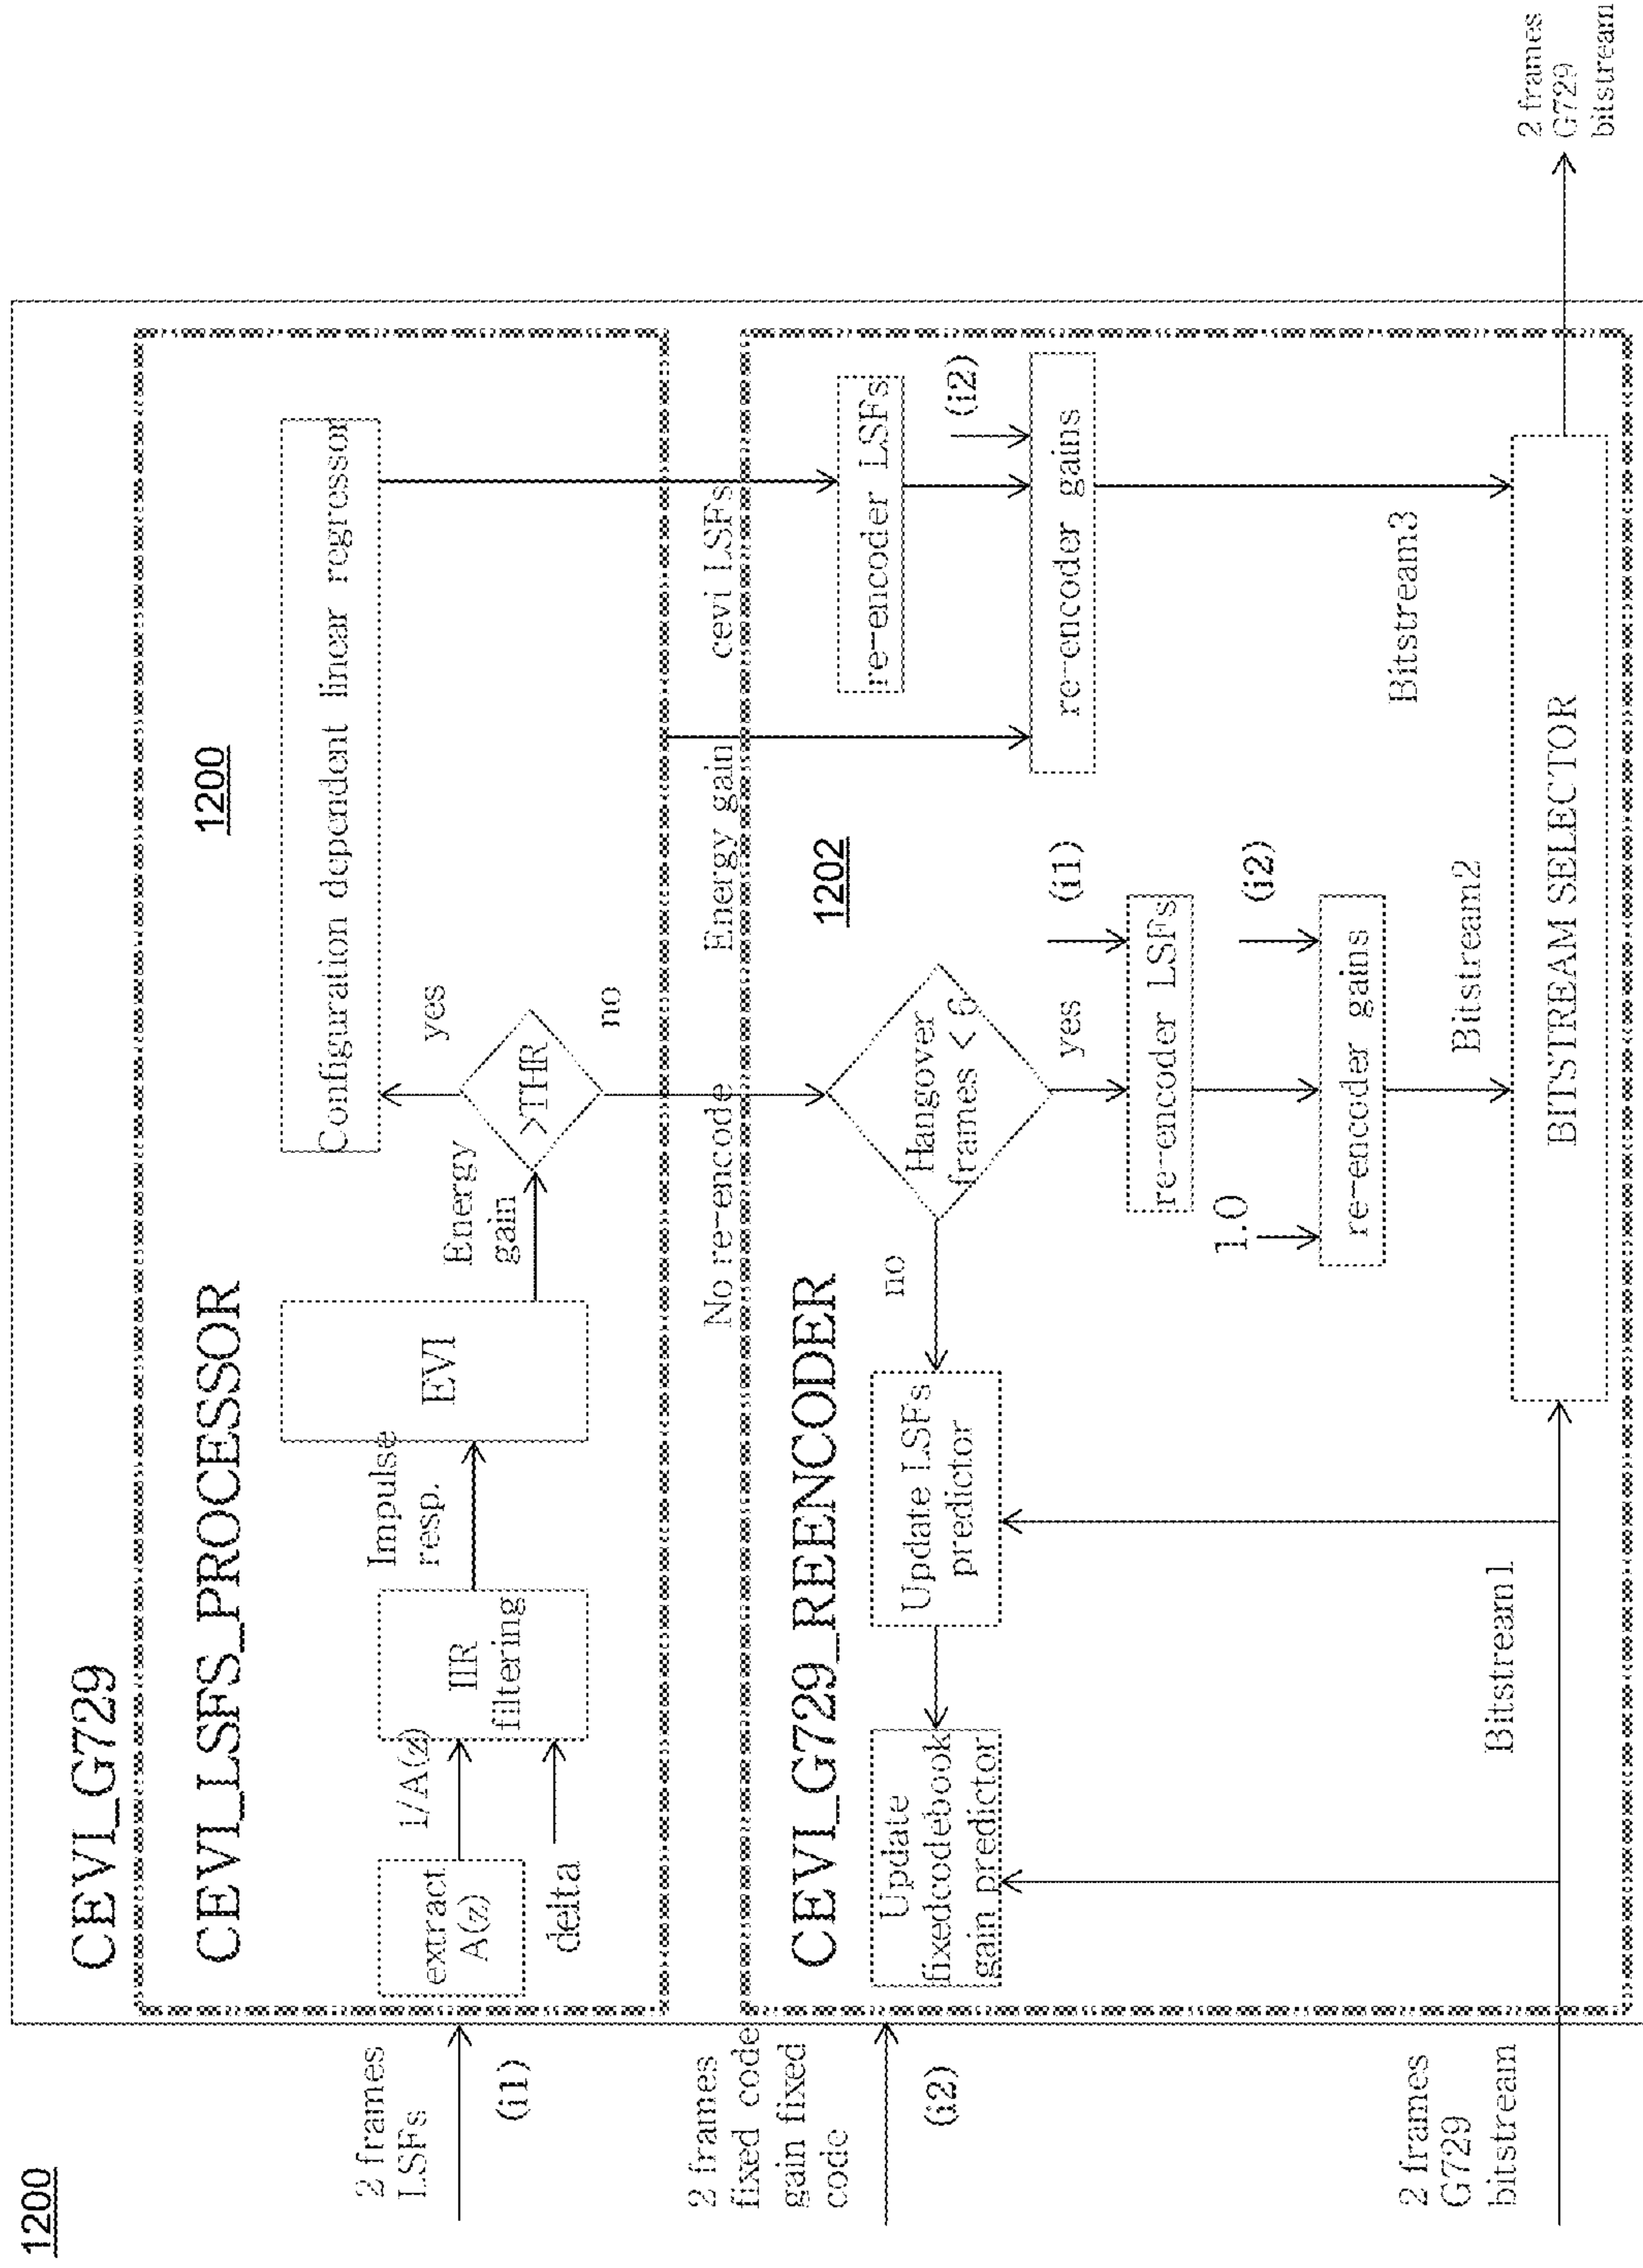 1200
CEVI_G729
CEVI_LSFS_PROCESSOR
1200
2 frames
LSFs
(i1)
extract
A(z)
1/A(z)
delta
IIR
filtering
Impulse
resp.
EVI
Energy
gain
>THR
yes
no
Configuration dependent linear regressor
No re-encode
Energy gain
cevi LSFs
CEVI_G729_REENCODER
1202
2 frames
fixed code
gain fixed
code
(i2)
Update
fixedcodebook
gain predictor
Update LSFs
predictor
no
Hangover
frames < 6
yes
(i1)
re-encoder LSFs
1.0
(i2)
re-encoder gains
Bitstream2
re-encoder LSFs
(i2)
re-encoder gains
Bitstream3
Bitstream1
BITSTREAM SELECTOR
2 frames
G729
bitstream
2 frames
G729
bitstream